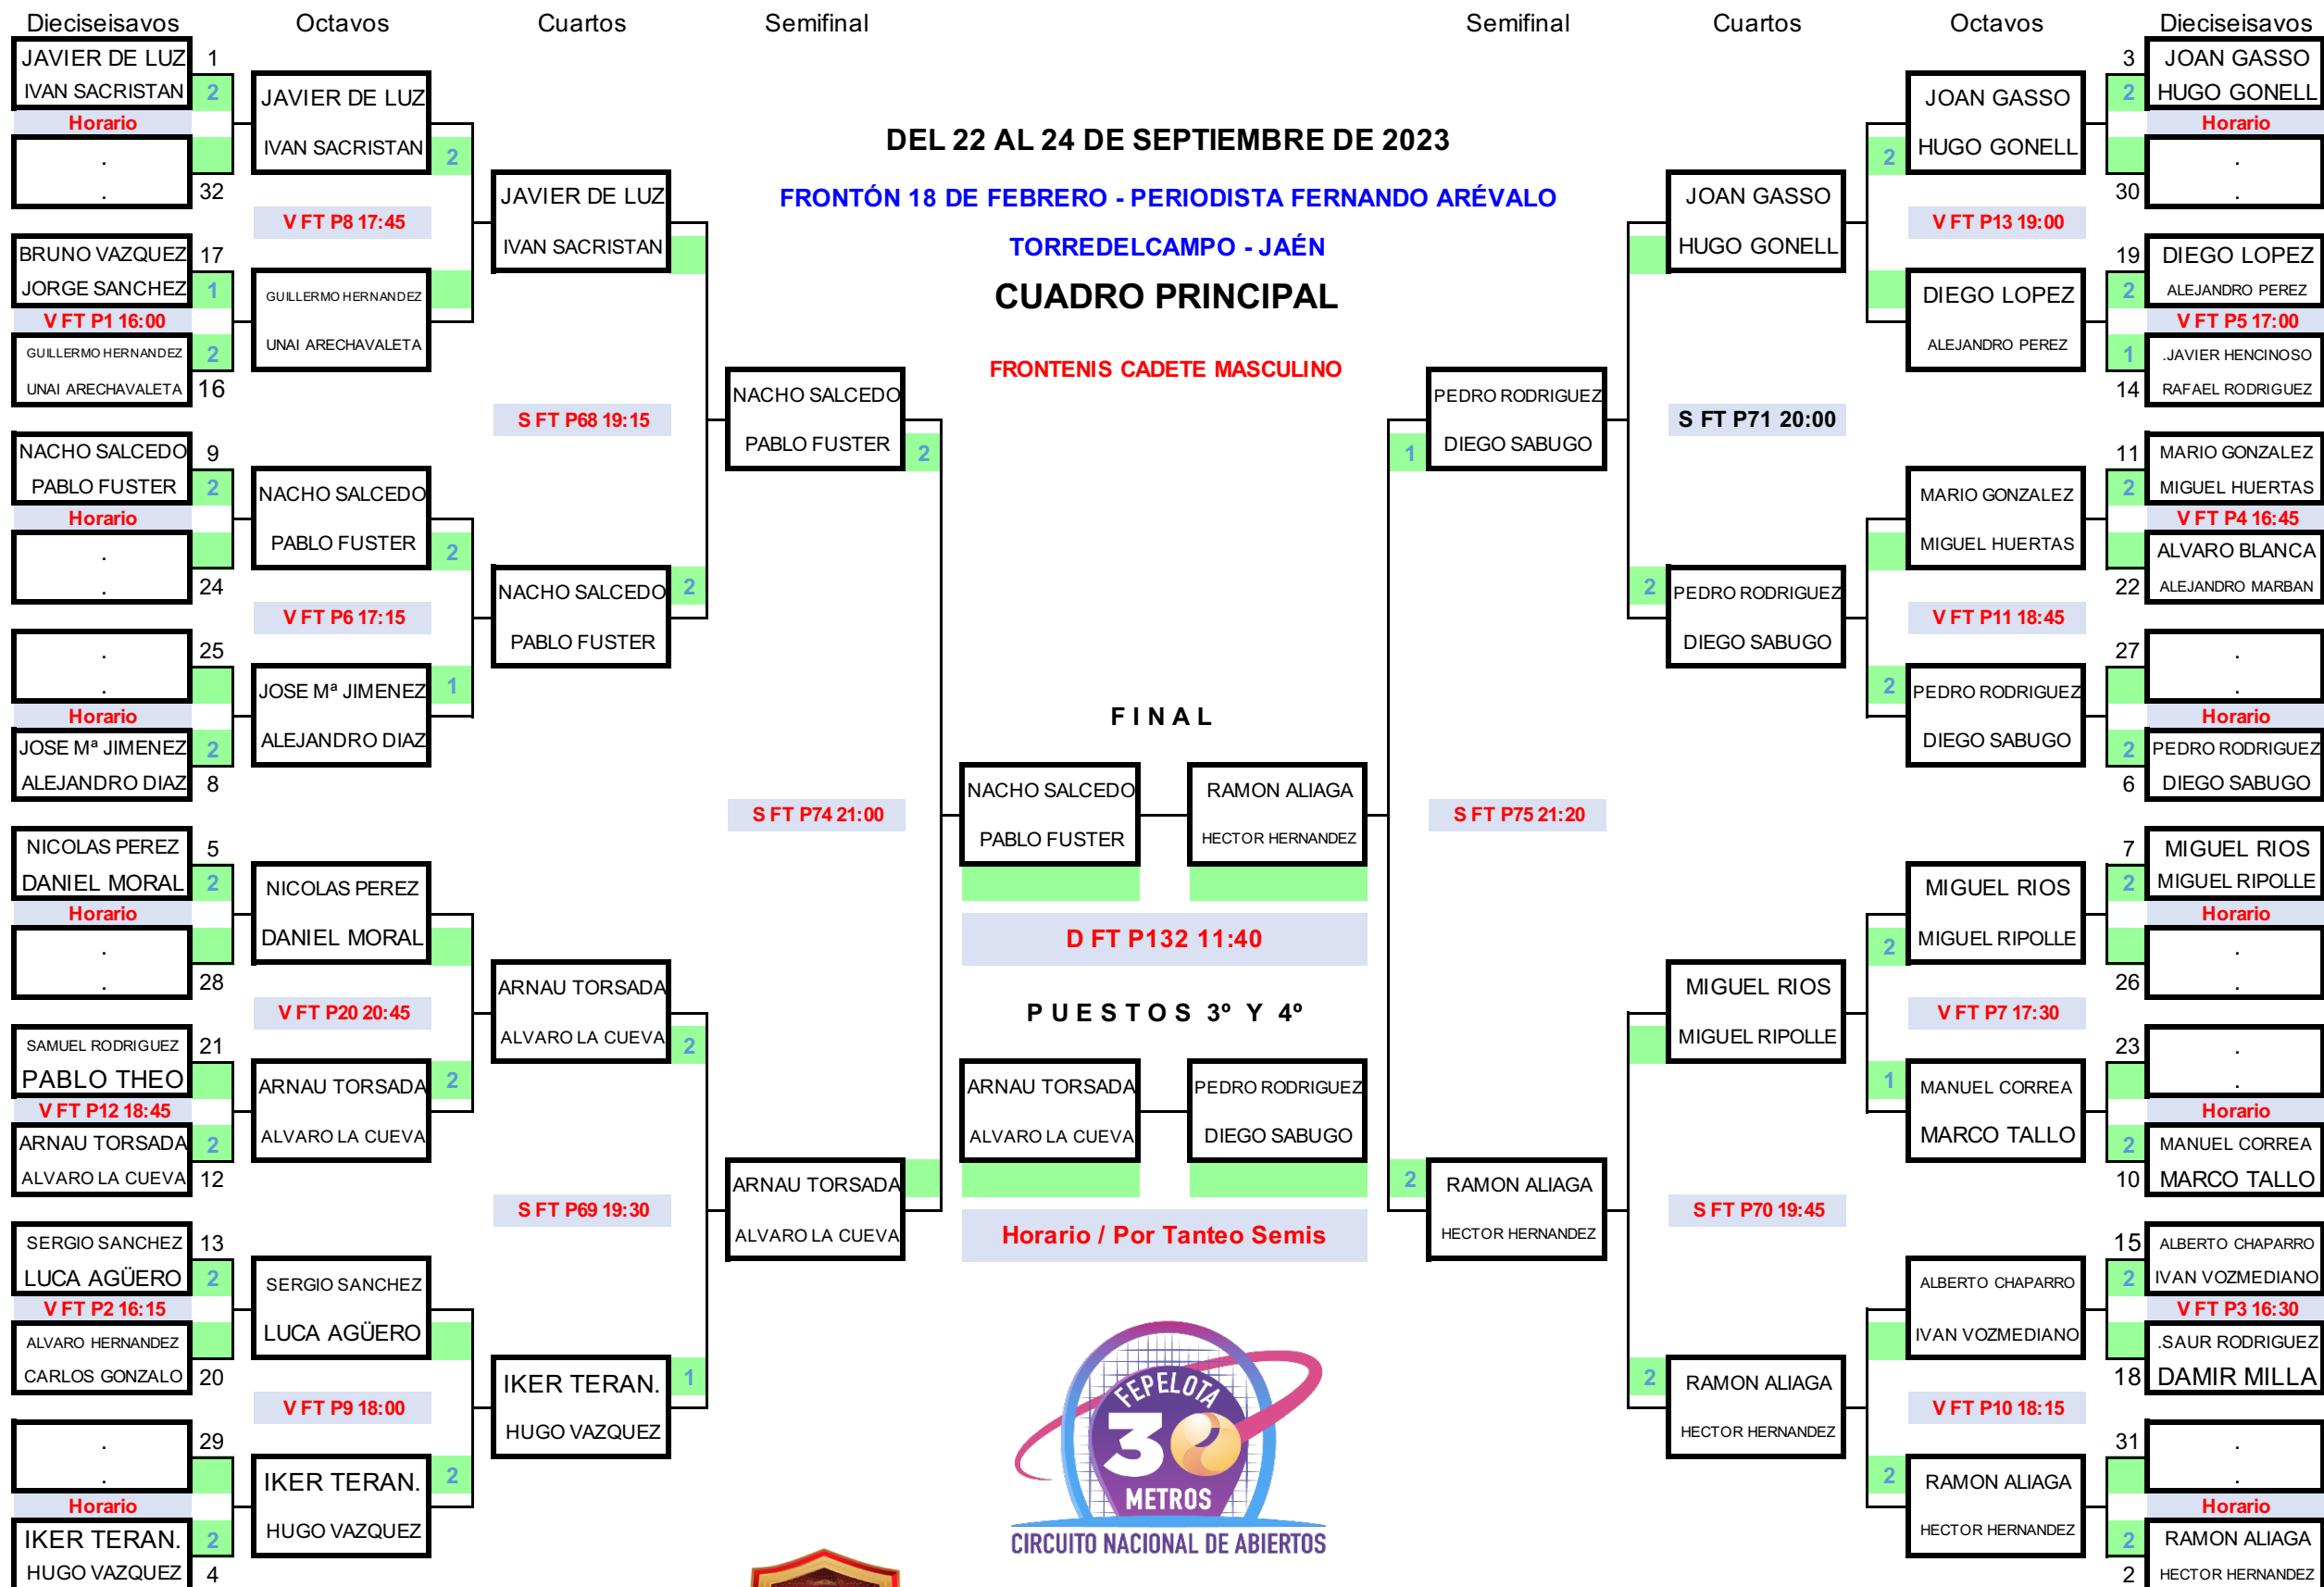 Dieciseisavos
Octavos
Cuartos
Semifinal
Semifinal
Cuartos
Octavos
Dieciseisavos
DEL 22 AL 24 DE SEPTIEMBRE DE 2023
FRONTÓN 18 DE FEBRERO - PERIODISTA FERNANDO ARÉVALO
TORREDELCAMPO - JAÉN
CUADRO PRINCIPAL
FRONTENIS CADETE MASCULINO
JAVIER DE LUZ 1
IVAN SACRISTAN 2
Horario
.
. 32
BRUNO VAZQUEZ 17
JORGE SANCHEZ 1
V FT P1 16:00
GUILLERMO HERNANDEZ 2
UNAI ARECHAVALETA 16
NACHO SALCEDO 9
PABLO FUSTER 2
Horario
.
. 24
. 25
.
Horario
JOSE Mª JIMENEZ 2
ALEJANDRO DIAZ 8
NICOLAS PEREZ 5
DANIEL MORAL 2
Horario
.
. 28
SAMUEL RODRIGUEZ 21
PABLO THEO
V FT P12 18:45
ARNAU TORSADA 2
ALVARO LA CUEVA 12
SERGIO SANCHEZ 13
LUCA AGÜERO 2
V FT P2 16:15
ALVARO HERNANDEZ
CARLOS GONZALO 20
. 29
.
Horario
IKER TERAN. 2
HUGO VAZQUEZ 4
JAVIER DE LUZ
IVAN SACRISTAN 2
V FT P8 17:45
GUILLERMO HERNANDEZ
UNAI ARECHAVALETA
NACHO SALCEDO
PABLO FUSTER 2
V FT P6 17:15
JOSE Mª JIMENEZ 1
ALEJANDRO DIAZ
NICOLAS PEREZ
DANIEL MORAL
V FT P20 20:45
ARNAU TORSADA 2
ALVARO LA CUEVA
SERGIO SANCHEZ
LUCA AGÜERO
V FT P9 18:00
IKER TERAN. 2
HUGO VAZQUEZ
JAVIER DE LUZ
IVAN SACRISTAN
S FT P68 19:15
NACHO SALCEDO 2
PABLO FUSTER
ARNAU TORSADA
ALVARO LA CUEVA 2
S FT P69 19:30
IKER TERAN. 1
HUGO VAZQUEZ
NACHO SALCEDO
PABLO FUSTER 2
S FT P74 21:00
ARNAU TORSADA
ALVARO LA CUEVA
FINAL
NACHO SALCEDO
PABLO FUSTER
RAMON ALIAGA
HECTOR HERNANDEZ
D FT P132 11:40
PUESTOS 3º Y 4º
ARNAU TORSADA
ALVARO LA CUEVA
PEDRO RODRIGUEZ
DIEGO SABUGO
Horario / Por Tanteo Semis
FEPELOTA
30
METROS
CIRCUITO NACIONAL DE ABIERTOS
PEDRO RODRIGUEZ
1 DIEGO SABUGO
S FT P75 21:20
2 RAMON ALIAGA
HECTOR HERNANDEZ
JOAN GASSO
HUGO GONELL
S FT P71 20:00
2 PEDRO RODRIGUEZ
DIEGO SABUGO
MIGUEL RIOS
MIGUEL RIPOLLE
S FT P70 19:45
2 RAMON ALIAGA
HECTOR HERNANDEZ
JOAN GASSO
2 HUGO GONELL
V FT P13 19:00
DIEGO LOPEZ
ALEJANDRO PEREZ
MARIO GONZALEZ
MIGUEL HUERTAS
V FT P11 18:45
2 PEDRO RODRIGUEZ
DIEGO SABUGO
MIGUEL RIOS
2 MIGUEL RIPOLLE
V FT P7 17:30
1 MANUEL CORREA
MARCO TALLO
ALBERTO CHAPARRO
IVAN VOZMEDIANO
V FT P10 18:15
2 RAMON ALIAGA
HECTOR HERNANDEZ
3 JOAN GASSO
2 HUGO GONELL
Horario
.
30 .
19 DIEGO LOPEZ
2 ALEJANDRO PEREZ
V FT P5 17:00
1 .JAVIER HENCINOSO
14 RAFAEL RODRIGUEZ
11 MARIO GONZALEZ
2 MIGUEL HUERTAS
V FT P4 16:45
ALVARO BLANCA
22 ALEJANDRO MARBAN
27 .
.
Horario
2 PEDRO RODRIGUEZ
6 DIEGO SABUGO
7 MIGUEL RIOS
2 MIGUEL RIPOLLE
Horario
.
26 .
23 .
.
Horario
2 MANUEL CORREA
10 MARCO TALLO
15 ALBERTO CHAPARRO
2 IVAN VOZMEDIANO
V FT P3 16:30
.SAUR RODRIGUEZ
18 DAMIR MILLA
31 .
.
Horario
2 RAMON ALIAGA
2 HECTOR HERNANDEZ